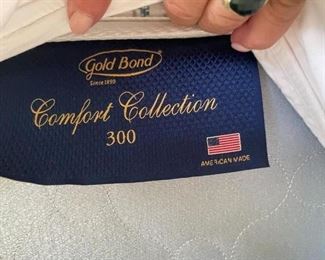 Gold Bond
Since 1899
Comfort Collection
300
AMERICAN MADE